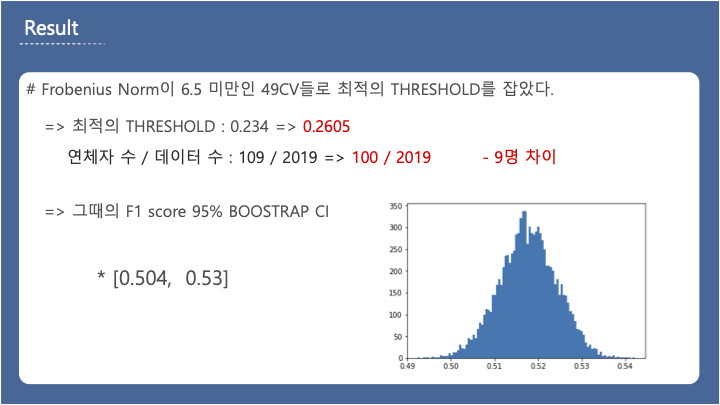 Result
# Frobenius Norm이 6.5 미만인 49CV들로 최적의 THRESHOLD를 잡았다.
=> 최적의 THRESHOLD : 0.234 => 0.2605
연체자 수 / 데이터 수 : 109 / 2019 => 100 / 2019 - 9명 차이
=> 그때의 F1 score 95% BOOSTRAP CI
* [0.504, 0.53]
350
300
250
200
150
100
50
0
0.49 0.50 0.51 0.52 0.53 0.54